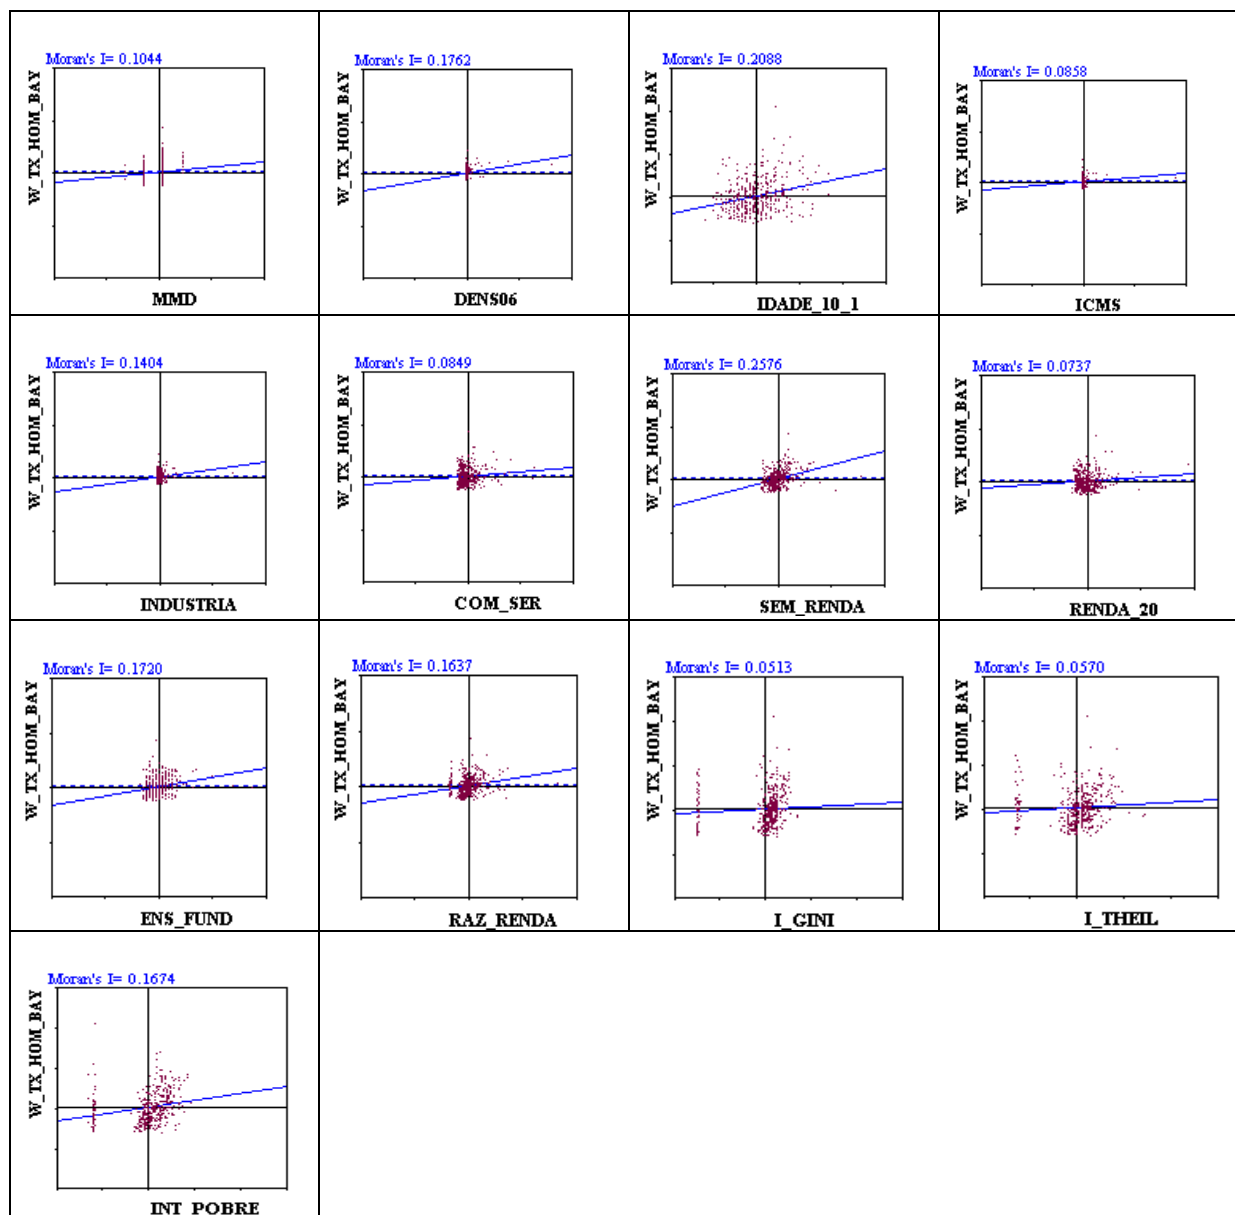 Moran's I= 0.1044
W_TX_HOM_BAY
MMD
Moran's I= 0.1762
W_TX_HOM_BAY
DENS06
Moran's I= 0.2088
W_TX_HOM_BAY
IDADE_10_1
Moran's I= 0.0858
W_TX_HOM_BAY
ICMS
Moran's I= 0.1404
W_TX_HOM_BAY
INDUSTRIA
Moran's I= 0.0849
W_TX_HOM_BAY
COM_SER
Moran's I= 0.2576
W_TX_HOM_BAY
SEM_RENDA
Moran's I= 0.0737
W_TX_HOM_BAY
RENDA_20
Moran's I= 0.1720
W_TX_HOM_BAY
ENS_FUND
Moran's I= 0.1637
W_TX_HOM_BAY
RAZ_RENDA
Moran's I= 0.0513
W_TX_HOM_BAY
I_GINI
Moran's I= 0.0570
W_TX_HOM_BAY
I_THEIL
Moran's I= 0.1674
W_TX_HOM_BAY
INT_POBRE